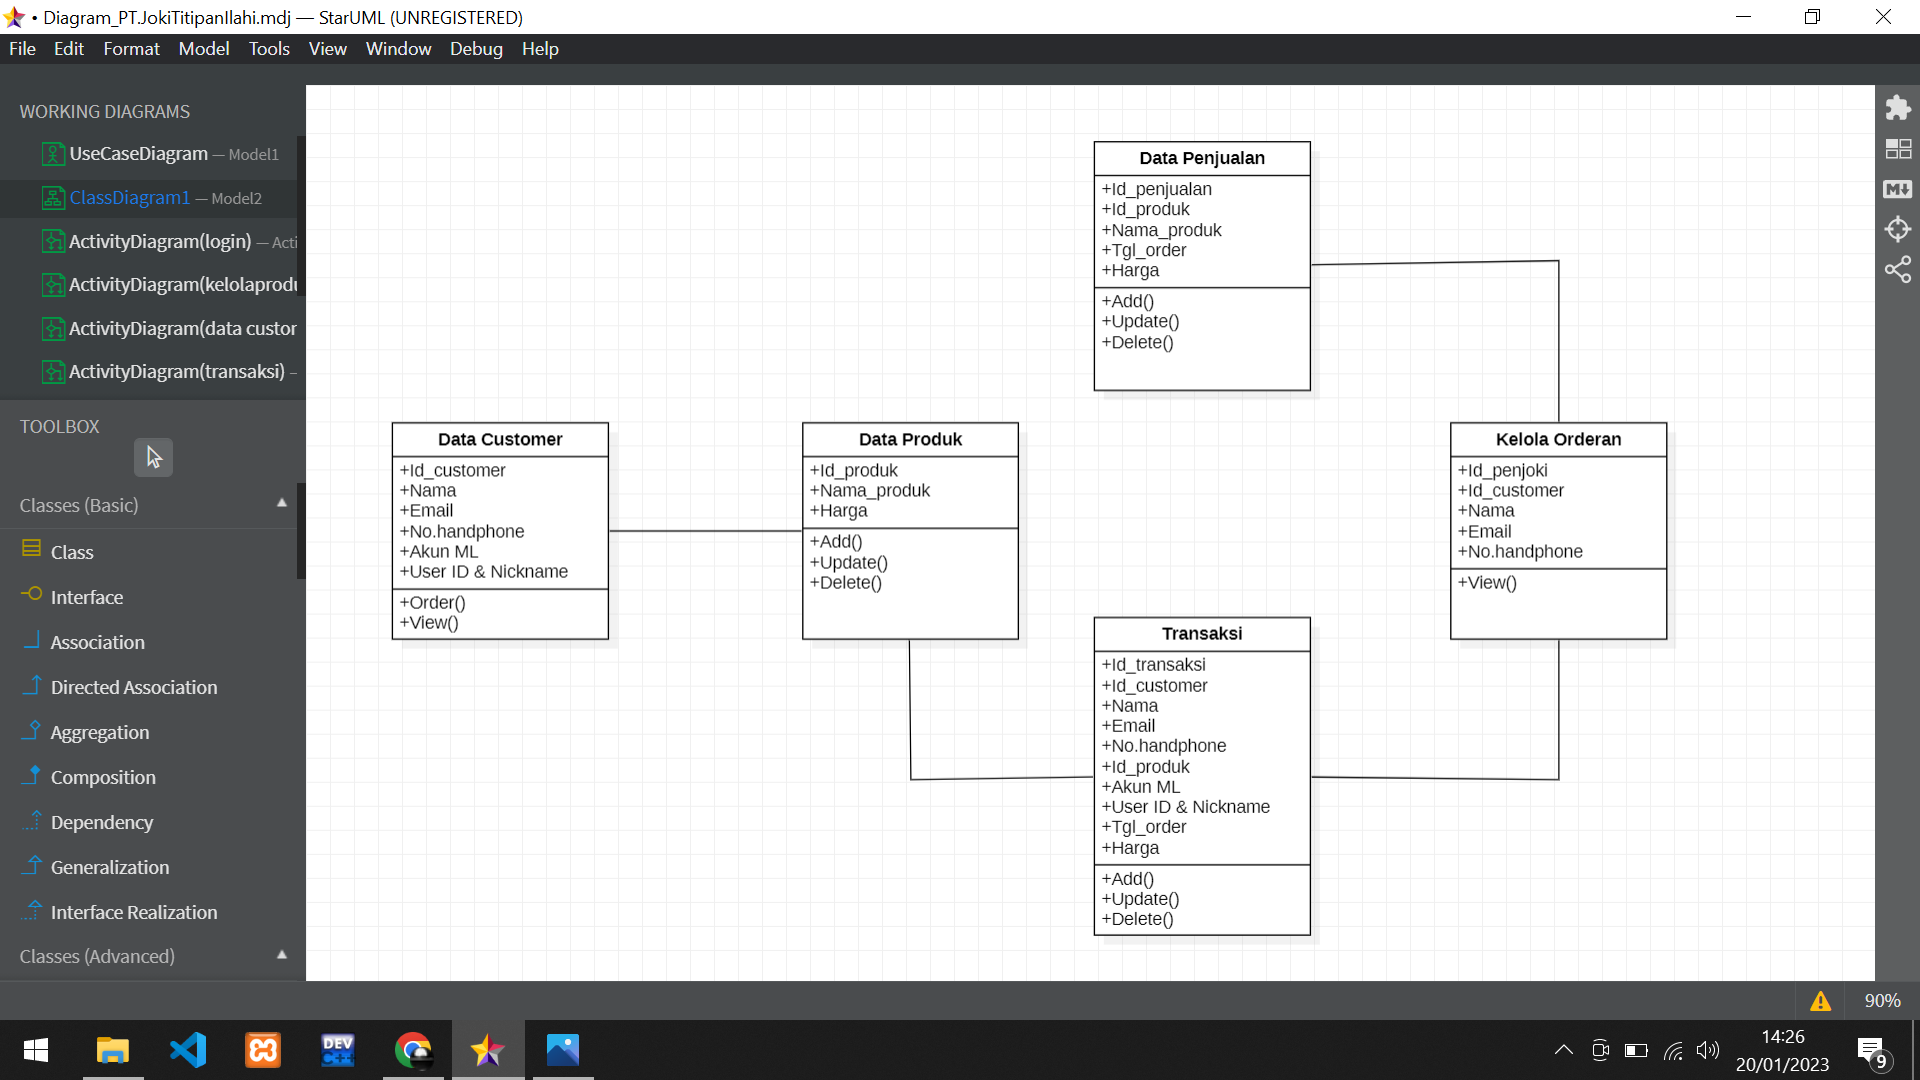 • Diagram_PT.JokiTitipanIlahi.mdj — StarUML (UNREGISTERED)
File Edit Format Model Tools View Window Debug Help
WORKING DIAGRAMS
UseCaseDiagram — Model1
ClassDiagram1 — Model2
ActivityDiagram(login) — Acti
ActivityDiagram(kelolaprodu
ActivityDiagram(data custor
ActivityDiagram(transaksi) –
TOOLBOX
Classes (Basic)
Class
Interface
Association
Directed Association
Aggregation
Composition
Dependency
Generalization
Interface Realization
Classes (Advanced)
Data Penjualan
+Id_penjualan
+Id_produk
+Nama_produk
+Tgl_order
+Harga
+Add()
+Update()
+Delete()
Data Customer
+Id_customer
+Nama
+Email
+No.handphone
+Akun ML
+User ID & Nickname
+Order()
+View()
Data Produk
+Id_produk
+Nama_produk
+Harga
+Add()
+Update()
+Delete()
Kelola Orderan
+Id_penjoki
+Id_customer
+Nama
+Email
+No.handphone
+View()
Transaksi
+Id_transaksi
+Id_customer
+Nama
+Email
+No.handphone
+Id_produk
+Akun ML
+User ID & Nickname
+Tgl_order
+Harga
+Add()
+Update()
+Delete()
M
90%
DEV
C++
14:26
20/01/2023
9